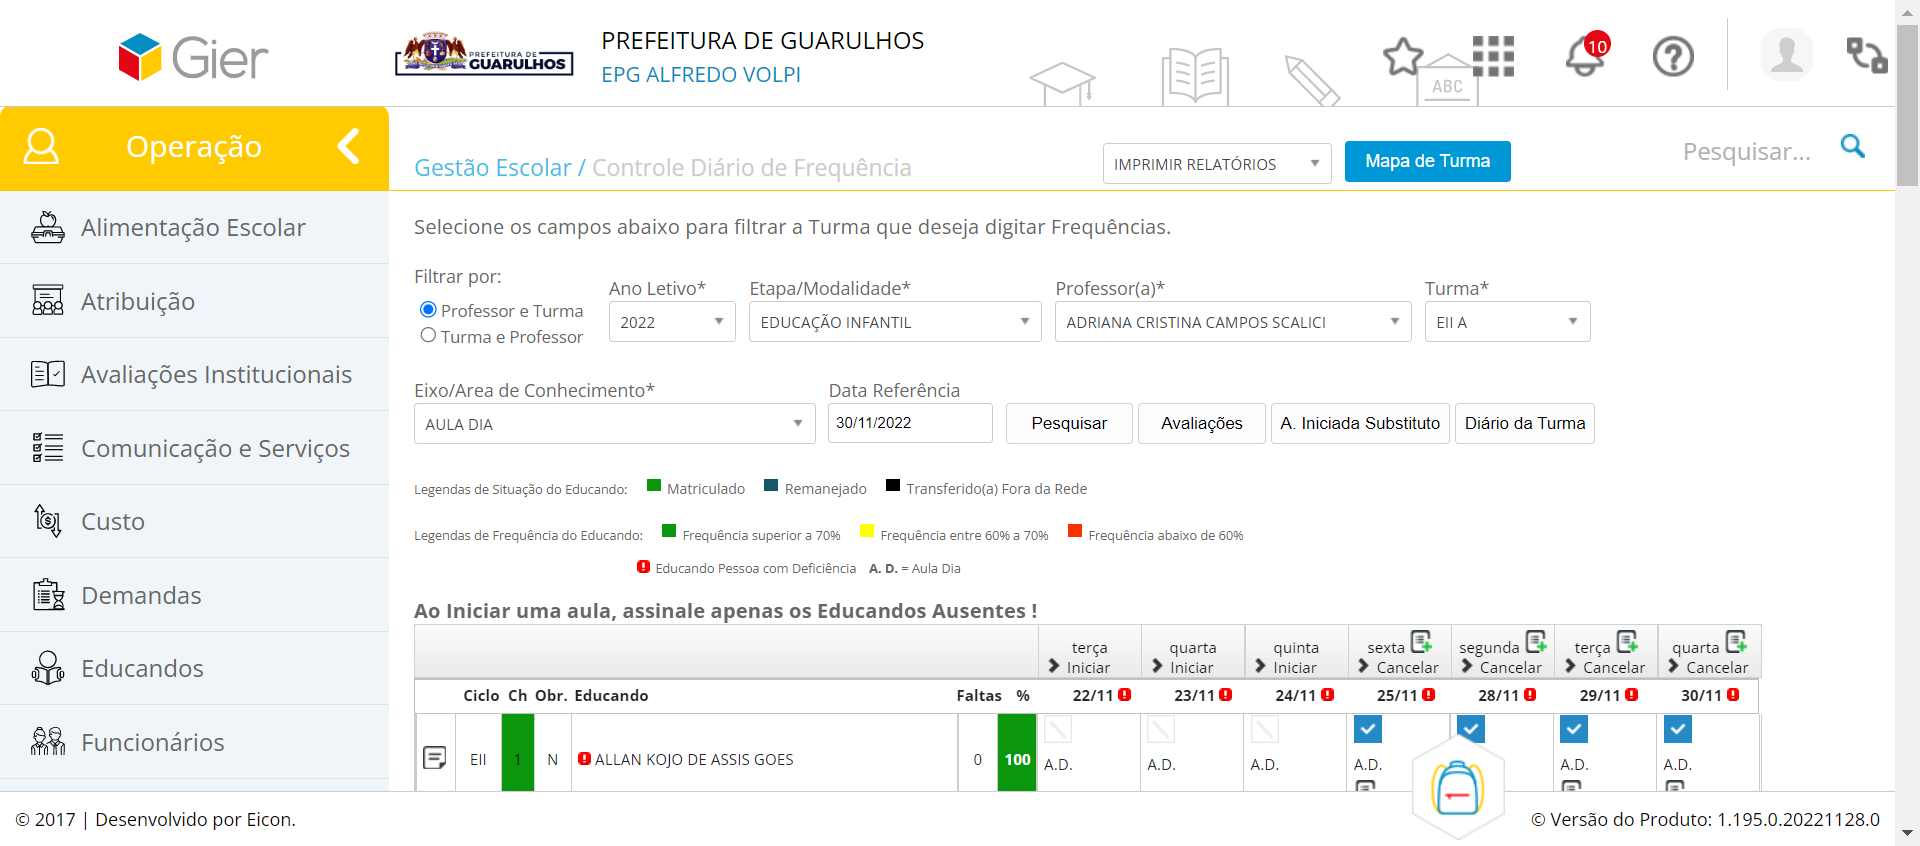 Gier
PREFEITURA DE
GUARULHOS
PREFEITURA DE GUARULHOS
EPG ALFREDO VOLPI
ABC
10
Operação
Gestão Escolar / Controle Diário de Frequência
IMPRIMIR RELATÓRIOS
Mapa de Turma
Pesquisar...
Alimentação Escolar
Atribuição
Avaliações Institucionais
Comunicação e Serviços
Custo
Demandas
Educandos
Funcionários
Selecione os campos abaixo para filtrar a Turma que deseja digitar Frequências.
Filtrar por:
Professor e Turma
Turma e Professor
Ano Letivo*
2022
Etapa/Modalidade*
EDUCAÇÃO INFANTIL
Professor(a)*
ADRIANA CRISTINA CAMPOS SCALICI
Turma*
EII A
Eixo/Area de Conhecimento*
AULA DIA
Data Referência
30/11/2022
Pesquisar
Avaliações
A. Iniciada Substituto
Diário da Turma
Legendas de Situação do Educando: Matriculado Remanejado Transferido(a) Fora da Rede
Legendas de Frequência do Educando: Frequência superior a 70% Frequência entre 60% a 70% Frequência abaixo de 60%
Educando Pessoa com Deficiência A. D. = Aula Dia
Ao Iniciar uma aula, assinale apenas os Educandos Ausentes !
terça quarta quinta sexta segunda terça quarta
Iniciar Iniciar Iniciar Cancelar Cancelar Cancelar Cancelar
Ciclo Ch Obr. Educando Faltas % 22/11 23/11 24/11 25/11 28/11 29/11 30/11
EII 1 N ALLAN KOJO DE ASSIS GOES 0 100 A.D. A.D. A.D. A.D. A.D. A.D. A.D.
© 2017 | Desenvolvido por Eicon.
© Versão do Produto: 1.195.0.20221128.0